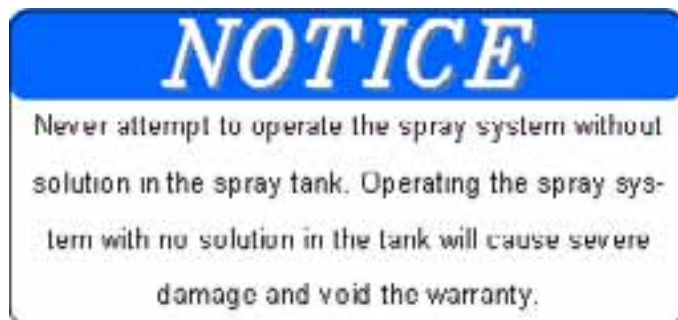 NOTICE
Never attempt to operate the spray system without
solution in the spray tank. Operating the spray sys-
tem with no solution in the tank will cause severe
damage and void the warranty.